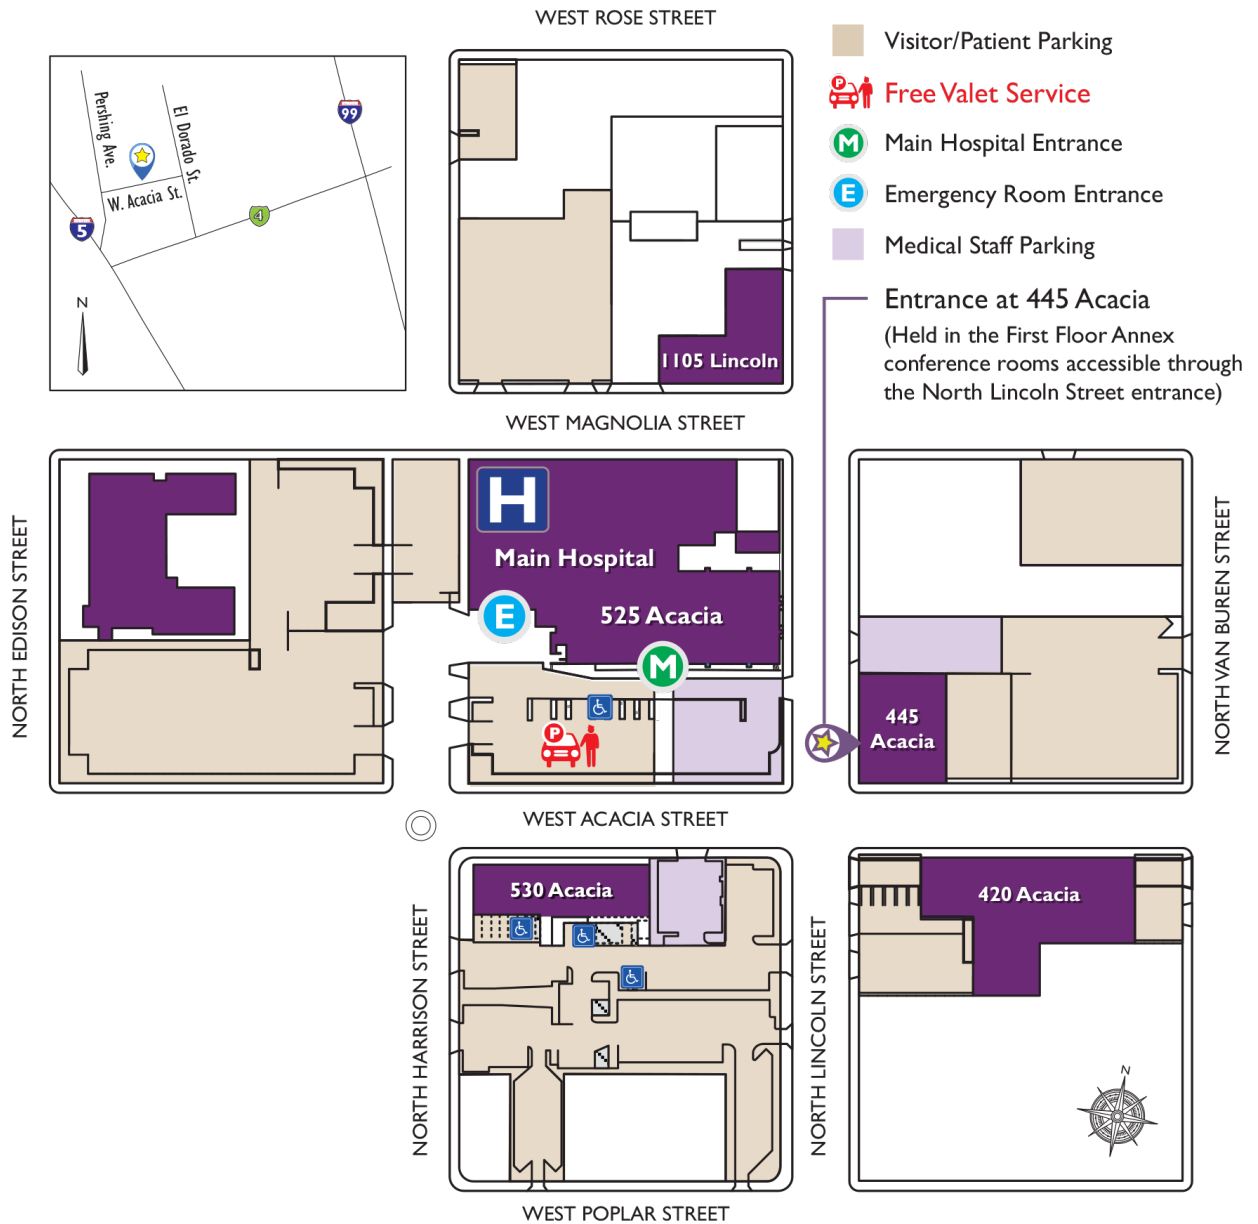 WEST ROSE STREET
Visitor/Patient Parking
P
Free Valet Service
M
Main Hospital Entrance
E
Emergency Room Entrance
Medical Staff Parking
Entrance at 445 Acacia
(Held in the First Floor Annex
conference rooms accessible through
the North Lincoln Street entrance)
Pershing Ave.
El Dorado St.
99
W. Acacia St.
5
4
N
1105 Lincoln
WEST MAGNOLIA STREET
NORTH EDISON STREET
H
Main Hospital
E
525 Acacia
M
P
445
Acacia
NORTH VAN BUREN STREET
WEST ACACIA STREET
530 Acacia
420 Acacia
NORTH HARRISON STREET
NORTH LINCOLN STREET
N
WEST POPLAR STREET